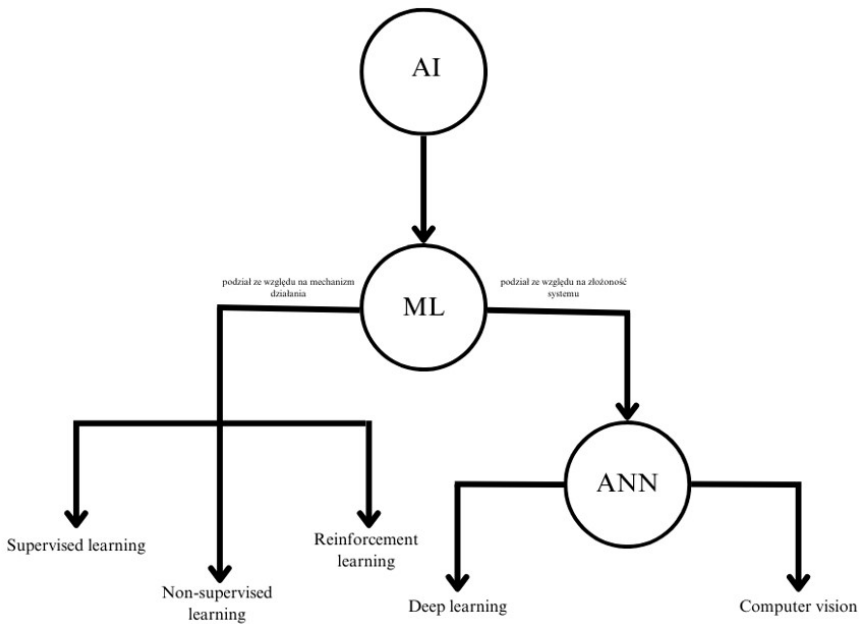 AI
podział ze względu na mechanizm
działania
podział ze względu na złożoność
systemu
ML
ANN
Supervised learning
Non-supervised
learning
Reinforcement
learning
Deep learning
Computer vision